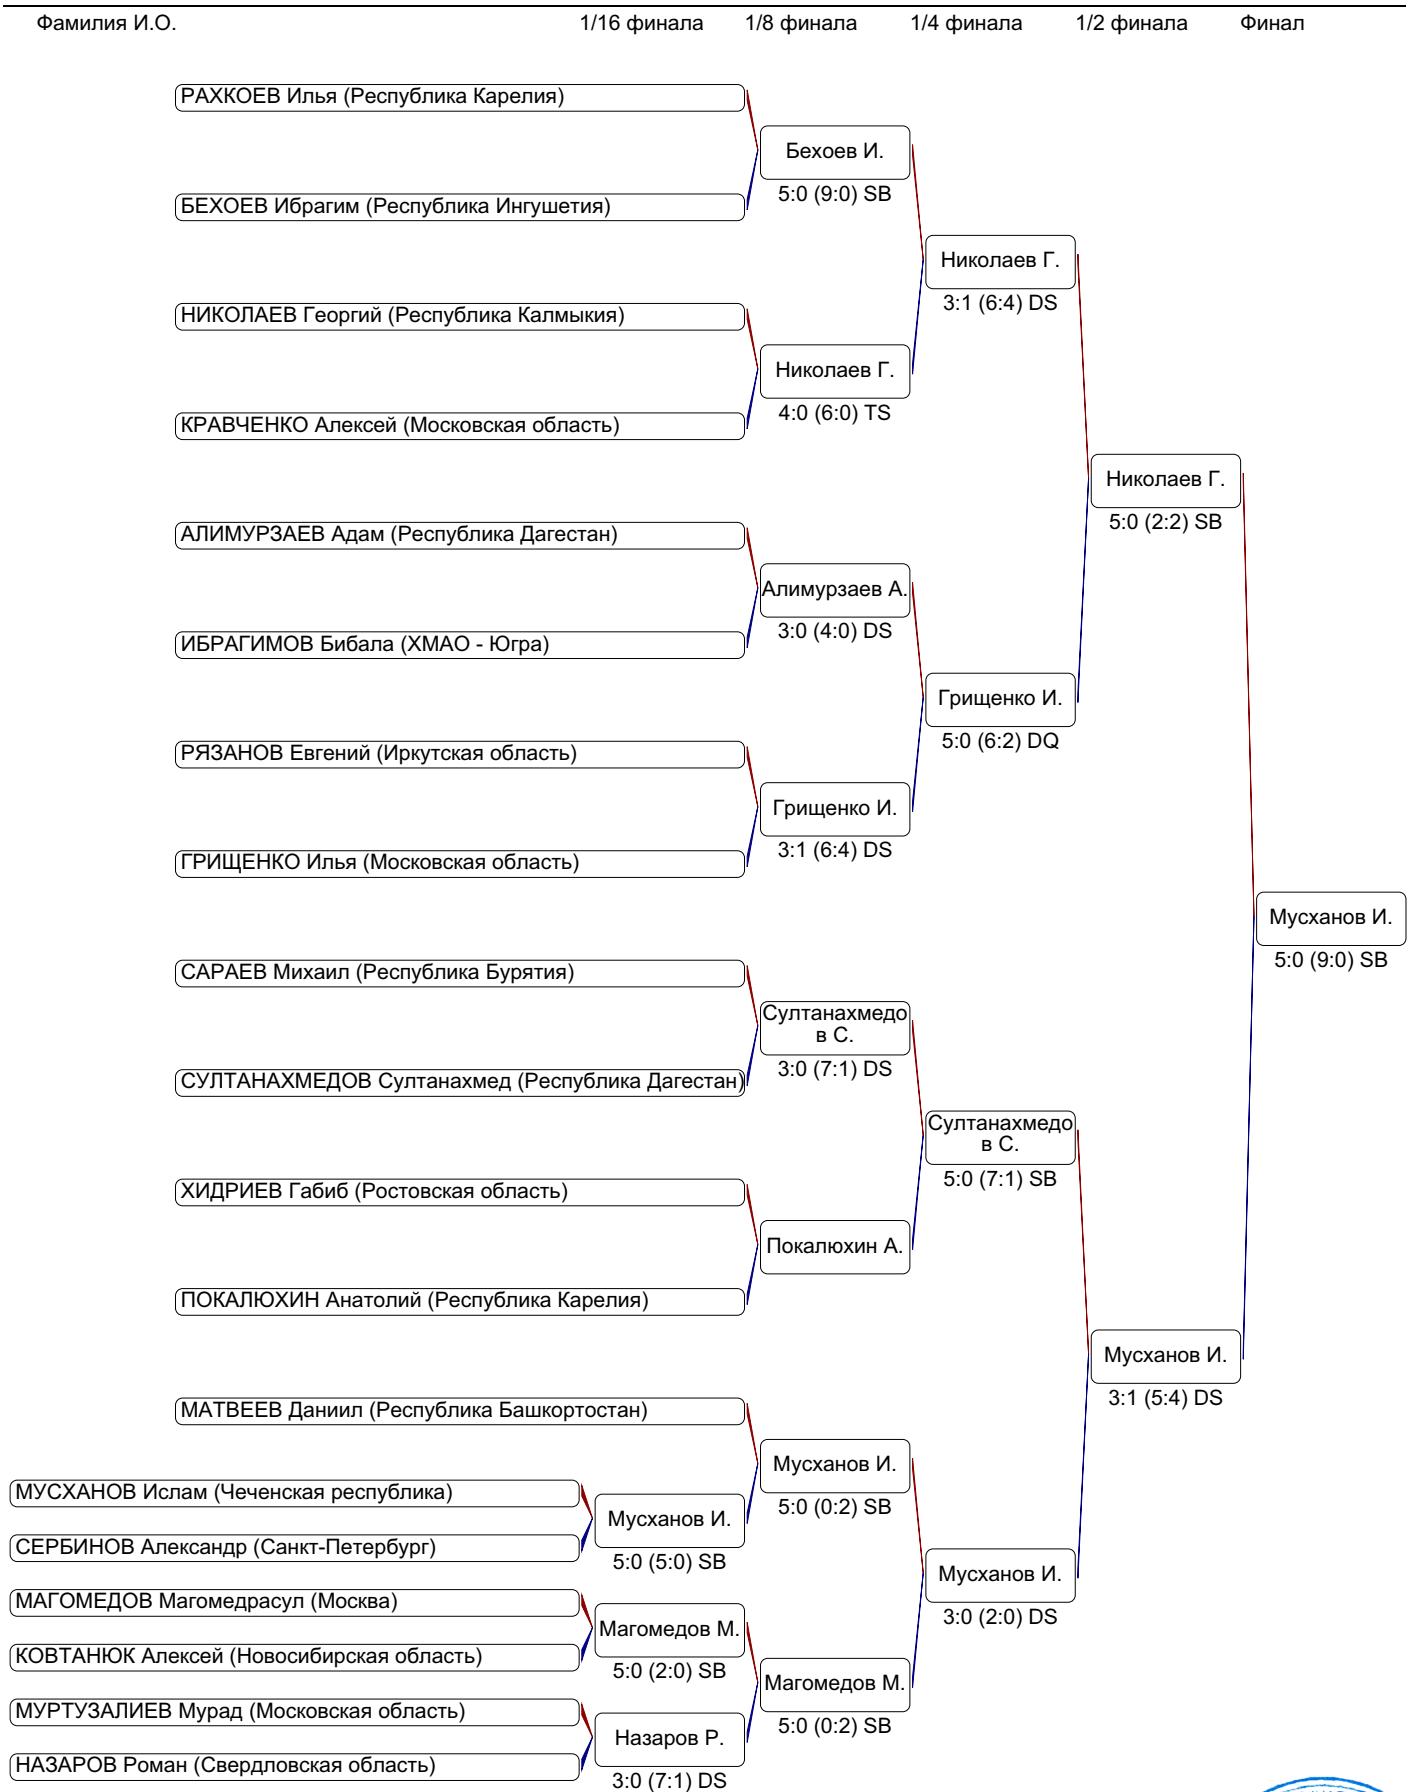 Фамилия И.О. 1/16 финала 1/8 финала 1/4 финала 1/2 финала Финал
РАХКОЕВ Илья (Республика Карелия)
Бехоев И.
5:0 (9:0) SB
БЕХОЕВ Ибрагим (Республика Ингушетия)
Николаев Г.
3:1 (6:4) DS
НИКОЛАЕВ Георгий (Республика Калмыкия)
Николаев Г.
4:0 (6:0) TS
КРАВЧЕНКО Алексей (Московская область)
Николаев Г.
5:0 (2:2) SB
АЛИМУРЗАЕВ Адам (Республика Дагестан)
Алимурзаев А.
3:0 (4:0) DS
ИБРАГИМОВ Бибала (ХМАО - Югра)
Грищенко И.
5:0 (6:2) DQ
РЯЗАНОВ Евгений (Иркутская область)
Грищенко И.
3:1 (6:4) DS
ГРИЩЕНКО Илья (Московская область)
Мусханов И.
5:0 (9:0) SB
САРАЕВ Михаил (Республика Бурятия)
Султанахмедо
в С.
3:0 (7:1) DS
СУЛТАНАХМЕДОВ Султанахмед (Республика Дагестан)
Султанахмедо
в С.
5:0 (7:1) SB
ХИДРИЕВ Габиб (Ростовская область)
Покалюхин А.
ПОКАЛЮХИН Анатолий (Республика Карелия)
Мусханов И.
3:1 (5:4) DS
МАТВЕЕВ Даниил (Республика Башкортостан)
Мусханов И.
5:0 (0:2) SB
МУСХАНОВ Ислам (Чеченская республика)
Мусханов И.
5:0 (5:0) SB
СЕРБИНОВ Александр (Санкт-Петербург)
Мусханов И.
3:0 (2:0) DS
МАГОМЕДОВ Магомедрасул (Москва)
Магомедов М.
5:0 (2:0) SB
КОВТАНЮК Алексей (Новосибирская область)
Магомедов М.
5:0 (0:2) SB
МУРТУЗАЛИЕВ Мурад (Московская область)
Назаров Р.
3:0 (7:1) DS
НАЗАРОВ Роман (Свердловская область)